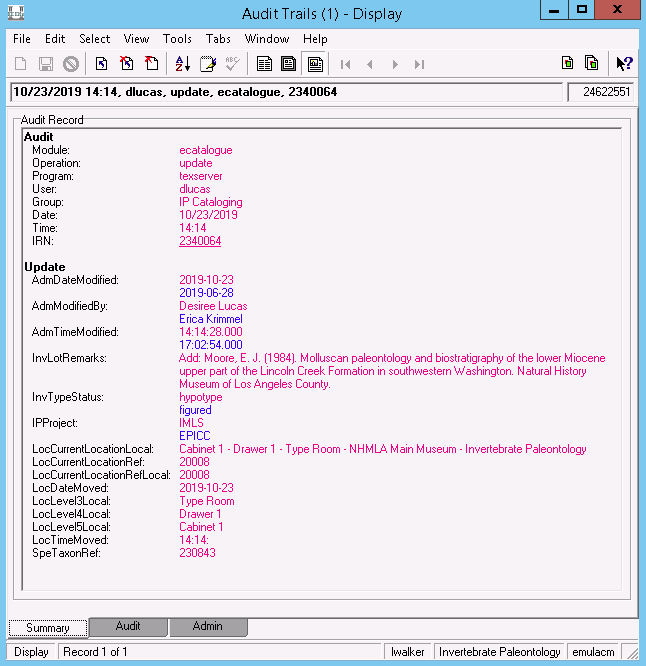 Audit Trails (1) - Display
File Edit Select View Tools Tabs Window Help
10/23/2019 14:14, dlucas, update, ecatalogue, 2340064 24622551
Audit Record
Audit
Module: ecatalogue
Operation: update
Program: texserver
User: dlucas
Group: IP Cataloging
Date: 10/23/2019
Time: 14:14
IRN: 2340064
Update
AdmDateModified: 2019-10-23
2019-06-28
AdmModifiedBy: Desiree Lucas
Erica Krimmel
AdmTimeModified: 14:14:28.000
17:02:54.000
InvLotRemarks: Add: Moore, E. J. (1984). Molluscan paleontology and biostratigraphy of the lower Miocene
upper part of the Lincoln Creek Formation in southwestern Washington. Natural History
Museum of Los Angeles County.
InvTypeStatus: hypotype
figured
IPProject: IMLS
EPICC
LocCurrentLocationLocal: Cabinet 1 - Drawer 1 - Type Room - NHMLA Main Museum - Invertebrate Paleontology
LocCurrentLocationRef: 20008
LocCurrentLocationRefLocal: 20008
LocDateMoved: 2019-10-23
LocLevel3Local: Type Room
LocLevel4Local: Drawer 1
LocLevel5Local: Cabinet 1
LocTimeMoved: 14:14:
SpeTaxonRef: 230843
Summary Audit Admin
Display Record 1 of 1 lwalker Invertebrate Paleontology emulacm